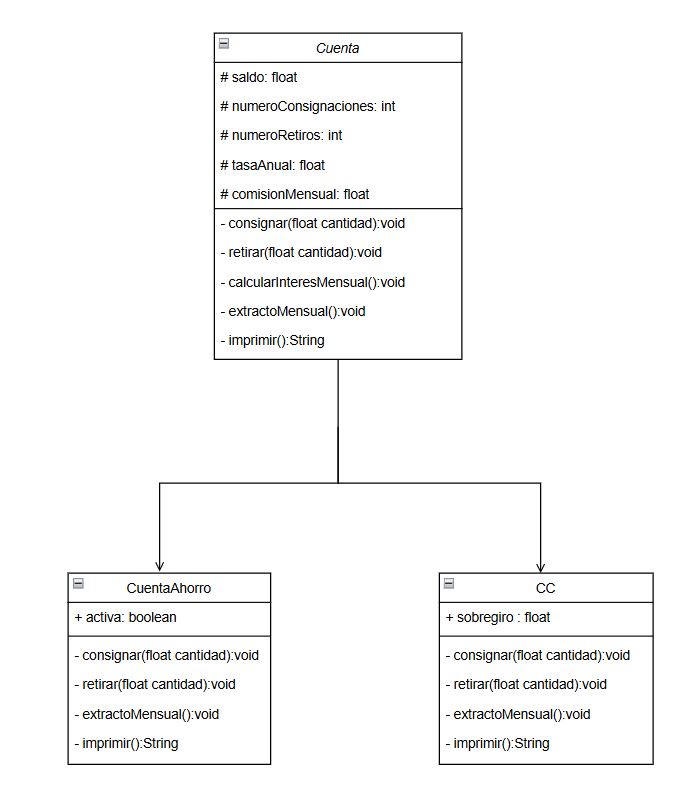 Cuenta
# saldo: float
# numeroConsignaciones: int
# numeroRetiros: int
# tasaAnual: float
# comisionMensual: float
- consignar(float cantidad):void
- retirar(float cantidad):void
- calcularInteresMensual():void
- extractoMensual():void
- imprimir():String
CuentaAhorro
+ activa: boolean
- consignar(float cantidad):void
- retirar(float cantidad):void
- extractoMensual():void
- imprimir():String
CC
+ sobregiro : float
- consignar(float cantidad):void
- retirar(float cantidad):void
- extractoMensual():void
- imprimir():String